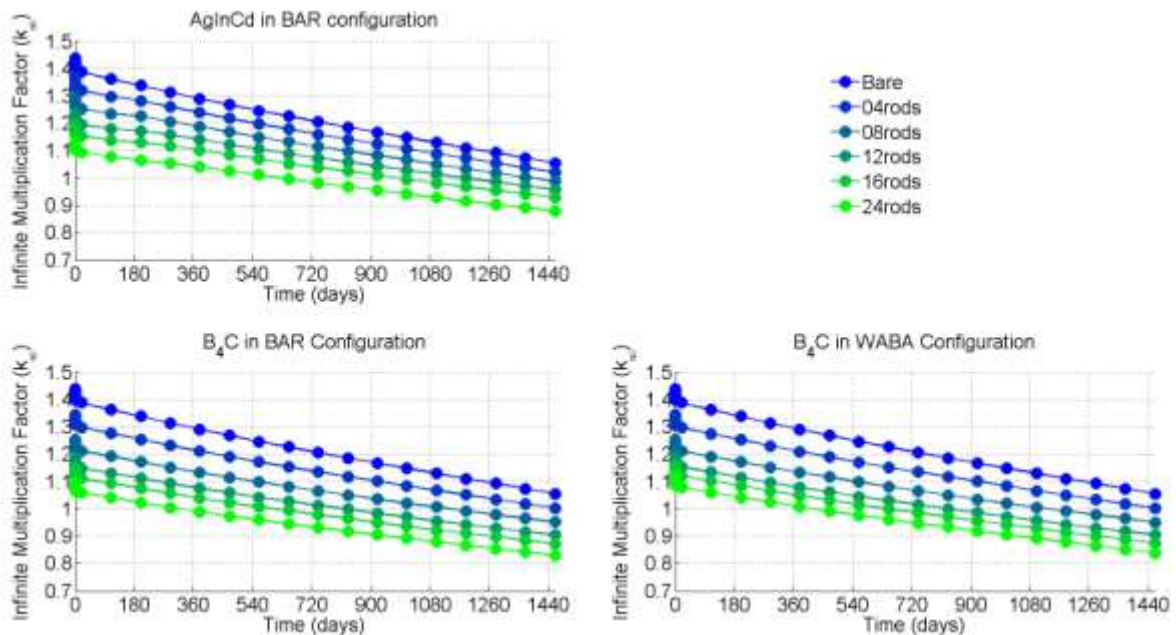 AgInCd in BAR configuration
Infinite Multiplication Factor (k∞)
1.5
1.4
1.3
1.2
1.1
1
0.9
0.8
0.7
0 180 360 540 720 900 1080 1260 1440
Time (days)
Bare
04rods
08rods
12rods
16rods
24rods
B₄C in BAR Configuration
Infinite Multiplication Factor (k∞)
1.5
1.4
1.3
1.2
1.1
1
0.9
0.8
0.7
0 180 360 540 720 900 1080 1260 1440
Time (days)
B₄C in WABA Configuration
Infinite Multiplication Factor (k∞)
1.5
1.4
1.3
1.2
1.1
1
0.9
0.8
0.7
0 180 360 540 720 900 1080 1260 1440
Time (days)